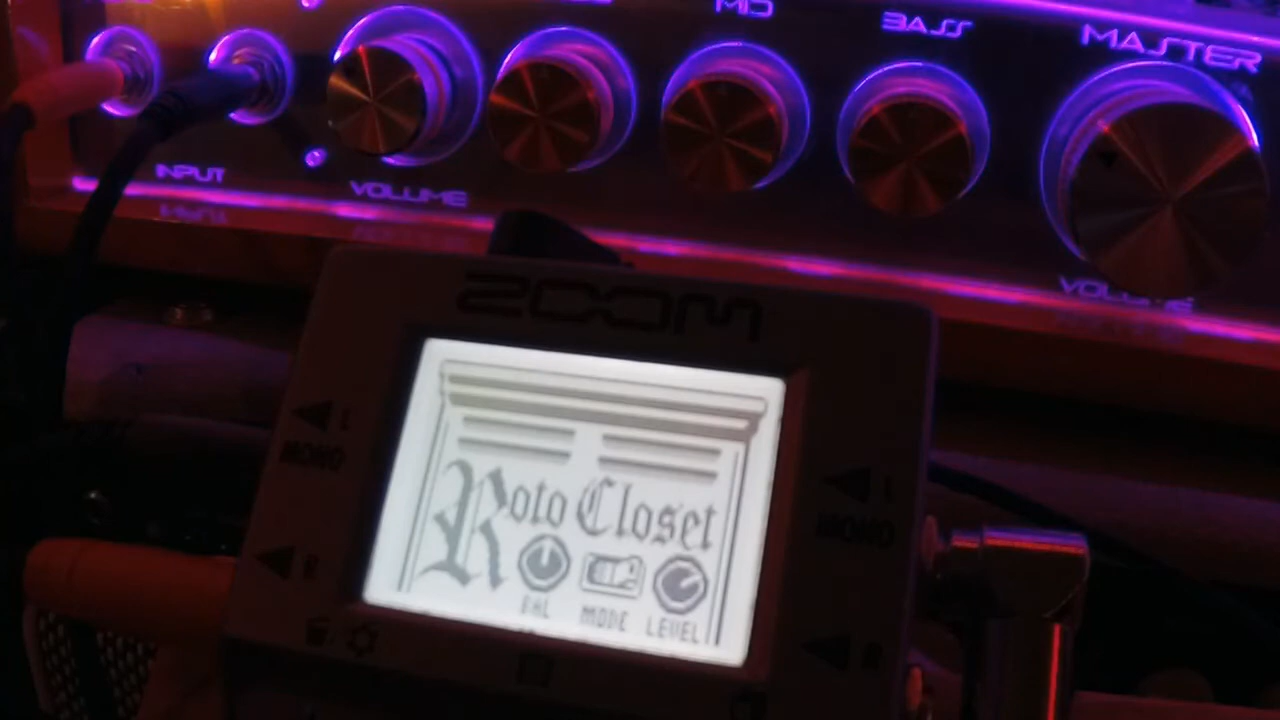 MID
BASS
MASTER
INPUT
VOLUME
VOLUME
ZOOM
L
MONO
L
MONO
R
R
Roto Closet
BAL
MODE
LEVEL